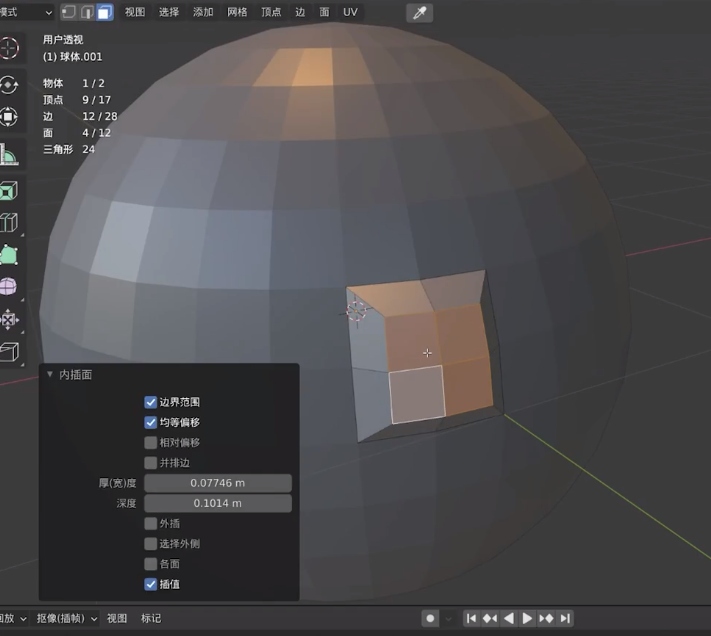 模式 视图 选择 添加 网格 顶点 边 面 UV
用户透视
(1) 球体.001
物体 1 / 2
顶点 9 / 17
边 12 / 28
面 4 / 12
三角形 24
内插面
边界范围
均等偏移
相对偏移
并排边
厚(宽)度 0.07746 m
深度 0.1014 m
外插
选择外侧
各面
插值
回放 抠像(插帧) 视图 标记